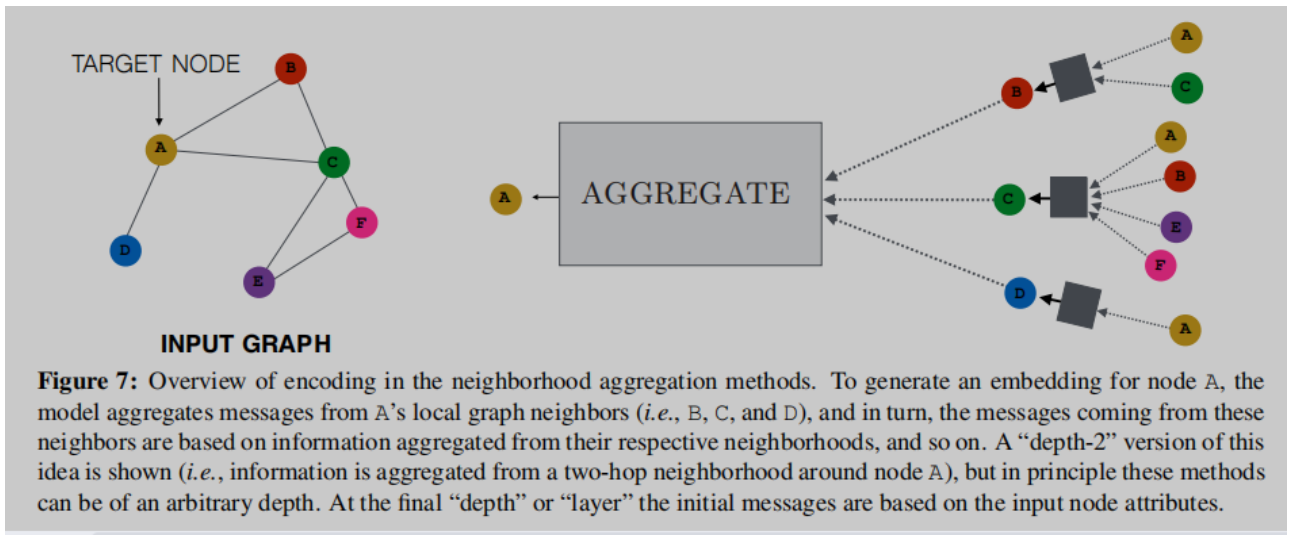 TARGET NODE
B
A
C
F
D
E
INPUT GRAPH
A
AGGREGATE
B
A
C
C
A
B
E
F
D
A
Figure 7: Overview of encoding in the neighborhood aggregation methods. To generate an embedding for node A, the
model aggregates messages from A's local graph neighbors (i.e., B, C, and D), and in turn, the messages coming from these
neighbors are based on information aggregated from their respective neighborhoods, and so on. A “depth-2” version of this
idea is shown (i.e., information is aggregated from a two-hop neighborhood around node A), but in principle these methods
can be of an arbitrary depth. At the final “depth” or “layer” the initial messages are based on the input node attributes.